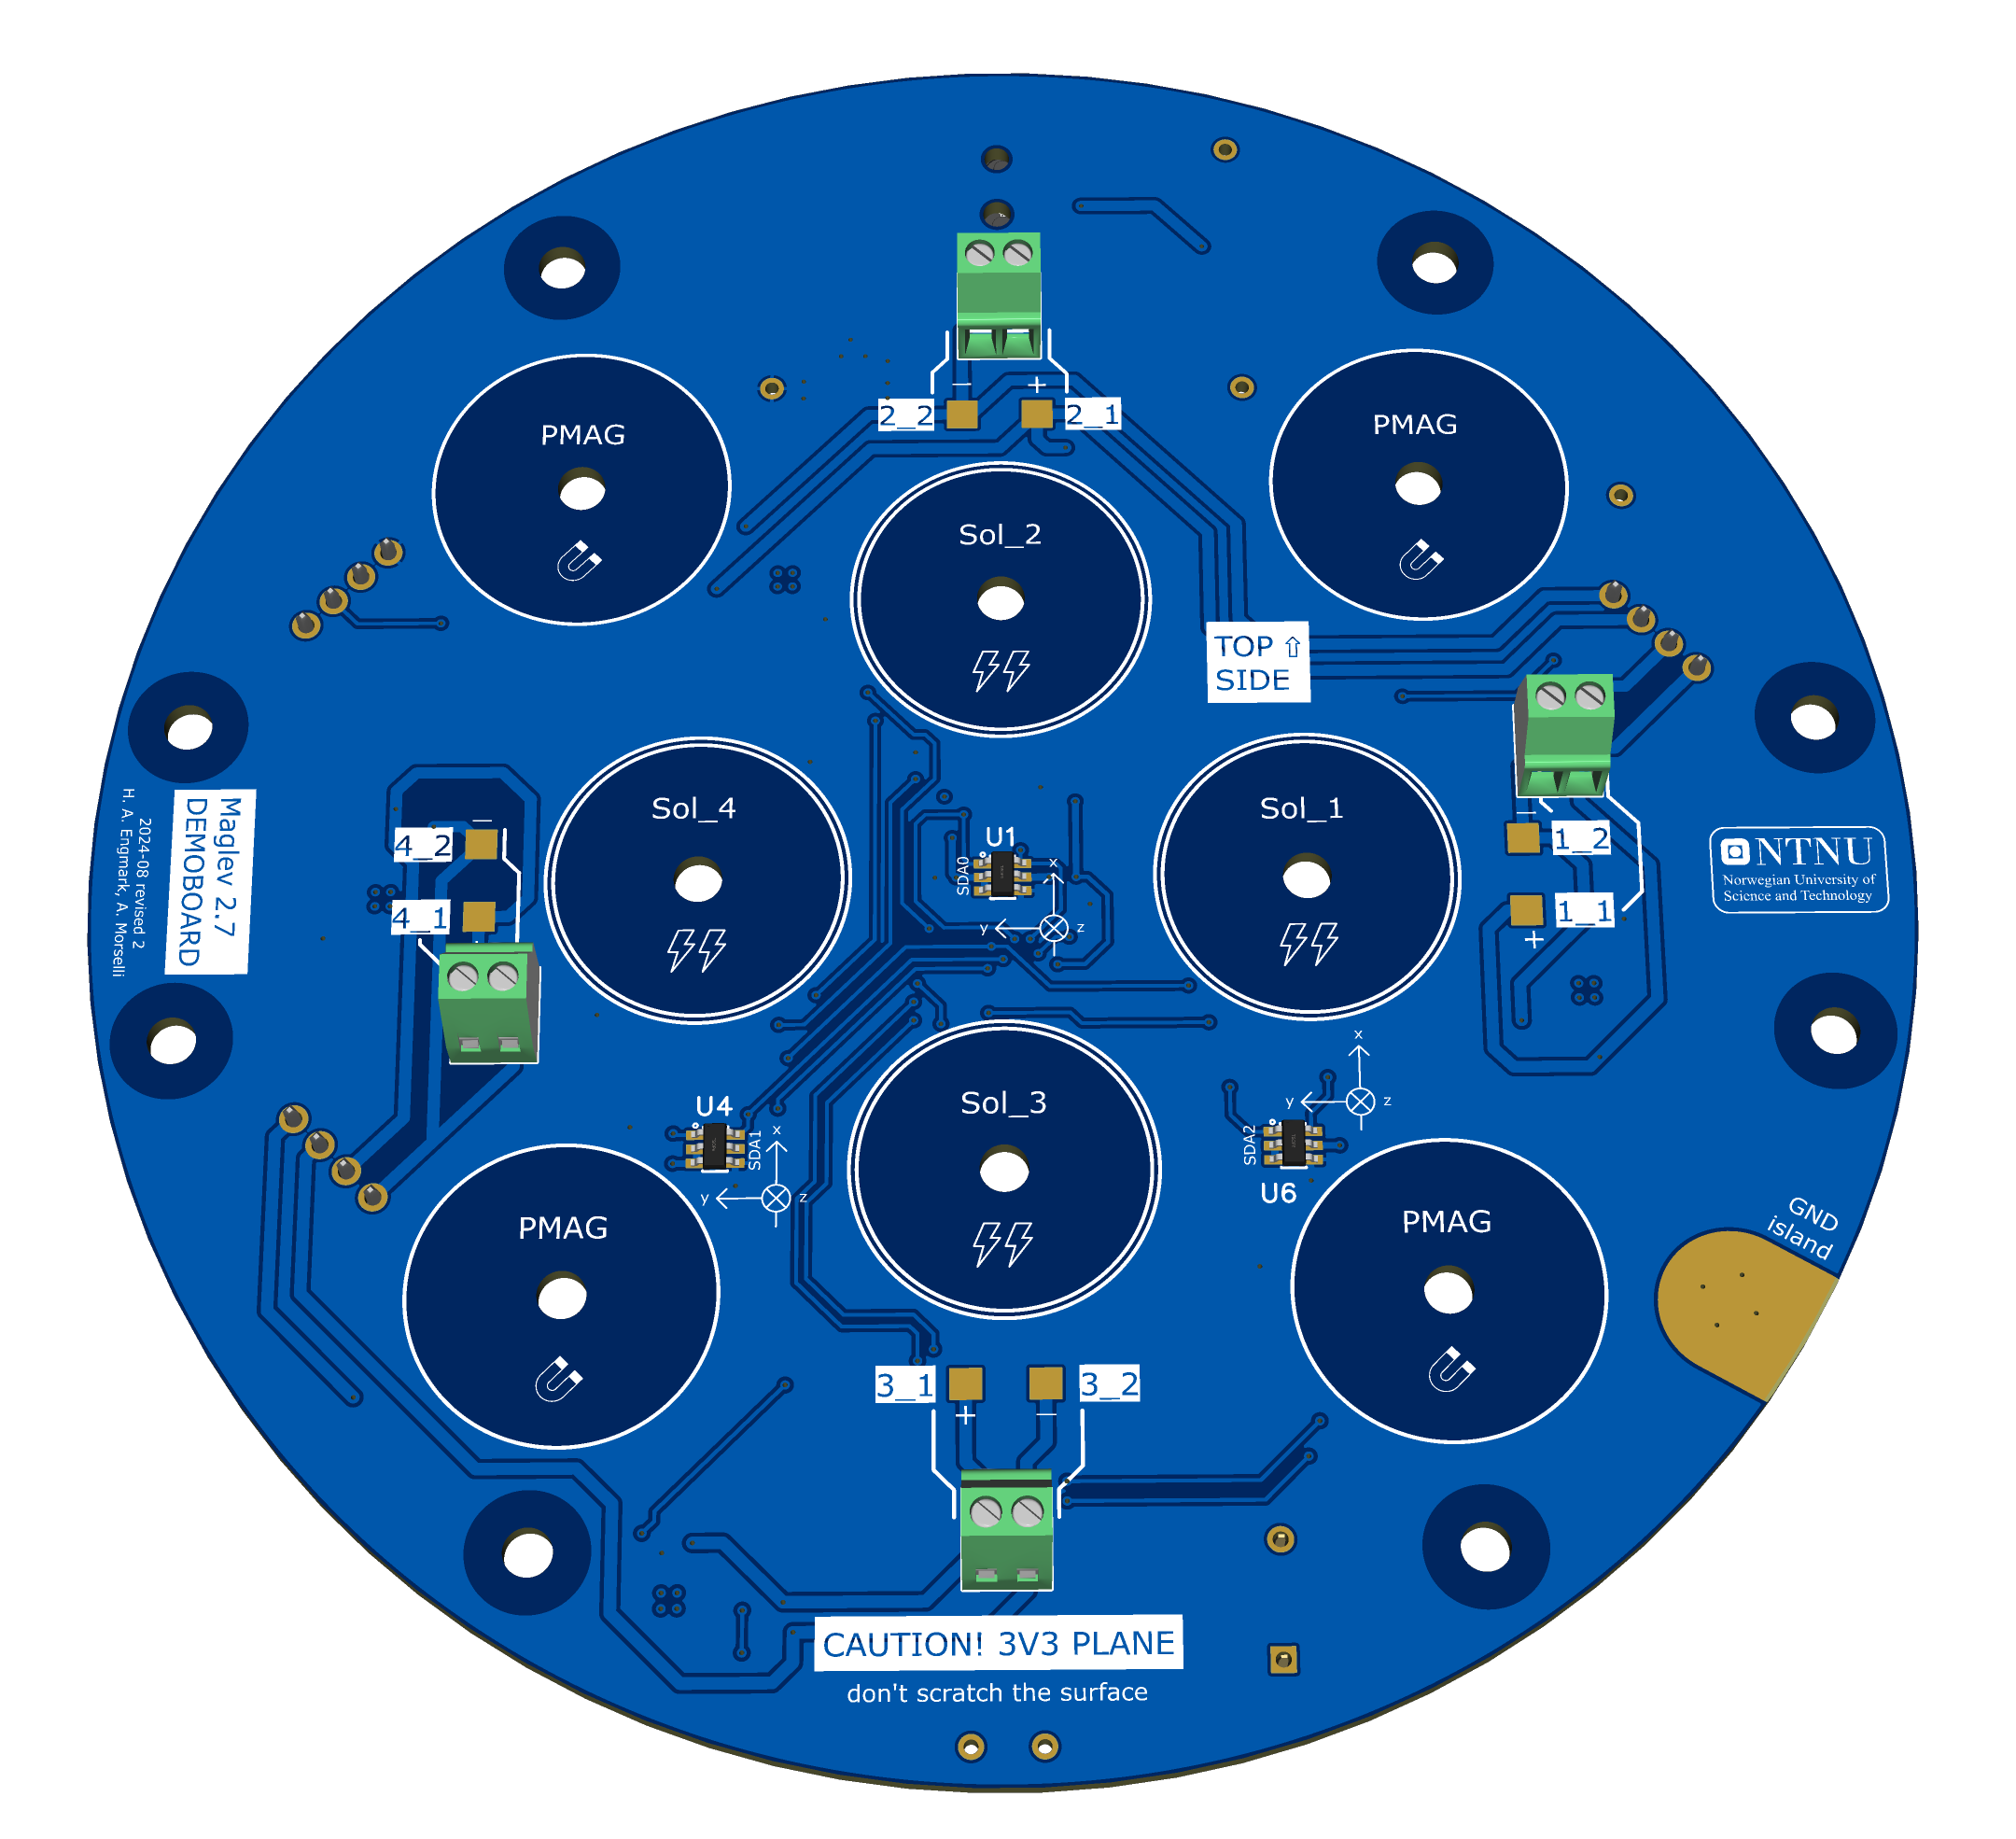 2_2
−
+
2_1
PMAG
PMAG
Sol_2
TOP ⇧
SIDE
Sol_4
Sol_1
U1
SDA0
x
y
z
4_2
−
4_1
−
1_2
1_1
+
Maglev 2.7
DEMOBOARD
2024-08 revised 2
H. A. Engmark, A. Morselli
NTNU
Norwegian University of
Science and Technology
Sol_3
U4
SDA1
x
y
z
x
y
z
SDA2
U6
PMAG
PMAG
GND
island
3_1
3_2
+
−
CAUTION! 3V3 PLANE
don't scratch the surface